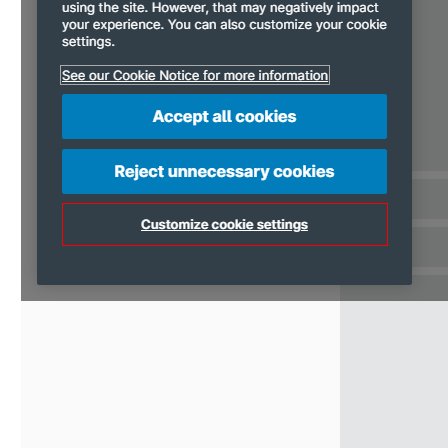 using the site. However, that may negatively impact
your experience. You can also customize your cookie
settings.
See our Cookie Notice for more information
Accept all cookies
Reject unnecessary cookies
Customize cookie settings